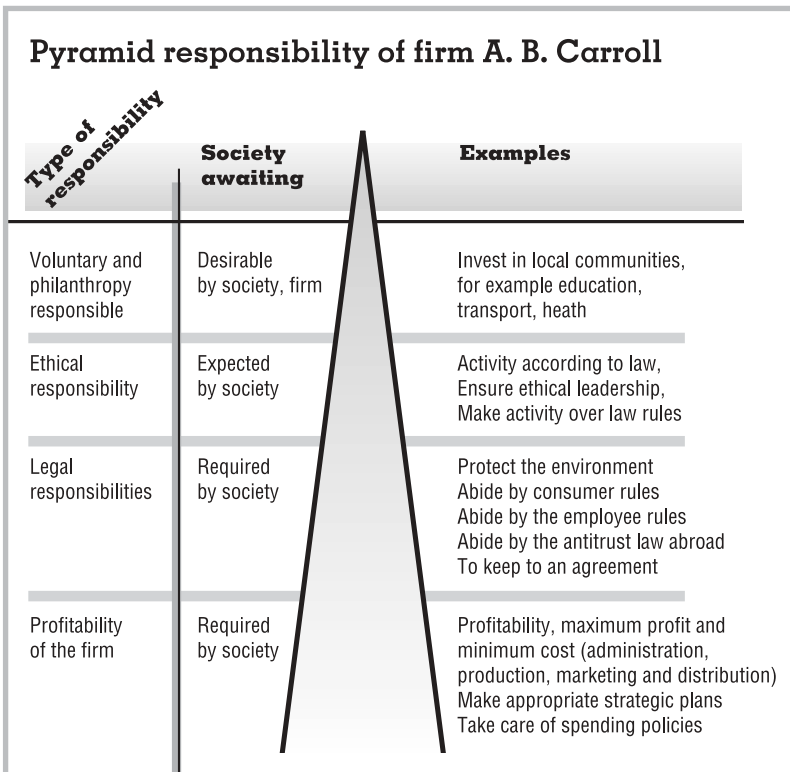 Pyramid responsibility of firm A. B. Carroll
Type of
responsibility
Society
awaiting
Examples
Voluntary and
philanthropy
responsible
Desirable
by society, firm
Invest in local communities,
for example education,
transport, heath
Ethical
responsibility
Expected
by society
Activity according to law,
Ensure ethical leadership,
Make activity over law rules
Legal
responsibilities
Required
by society
Protect the environment
Abide by consumer rules
Abide by the employee rules
Abide by the antitrust law abroad
To keep to an agreement
Profitability
of the firm
Required
by society
Profitability, maximum profit and
minimum cost (administration,
production, marketing and distribution)
Make appropriate strategic plans
Take care of spending policies